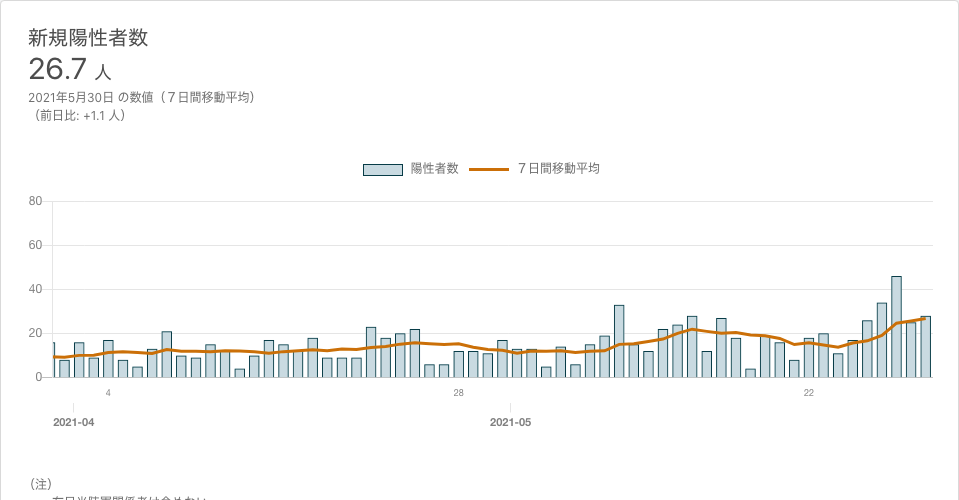 新規陽性者数
26.7 人
2021年5月30日 の数値（７日間移動平均）
（前日比: +1.1 人）
陽性者数 ７日間移動平均
80
60
40
20
0
4 28 22
2021-04 2021-05
（注）